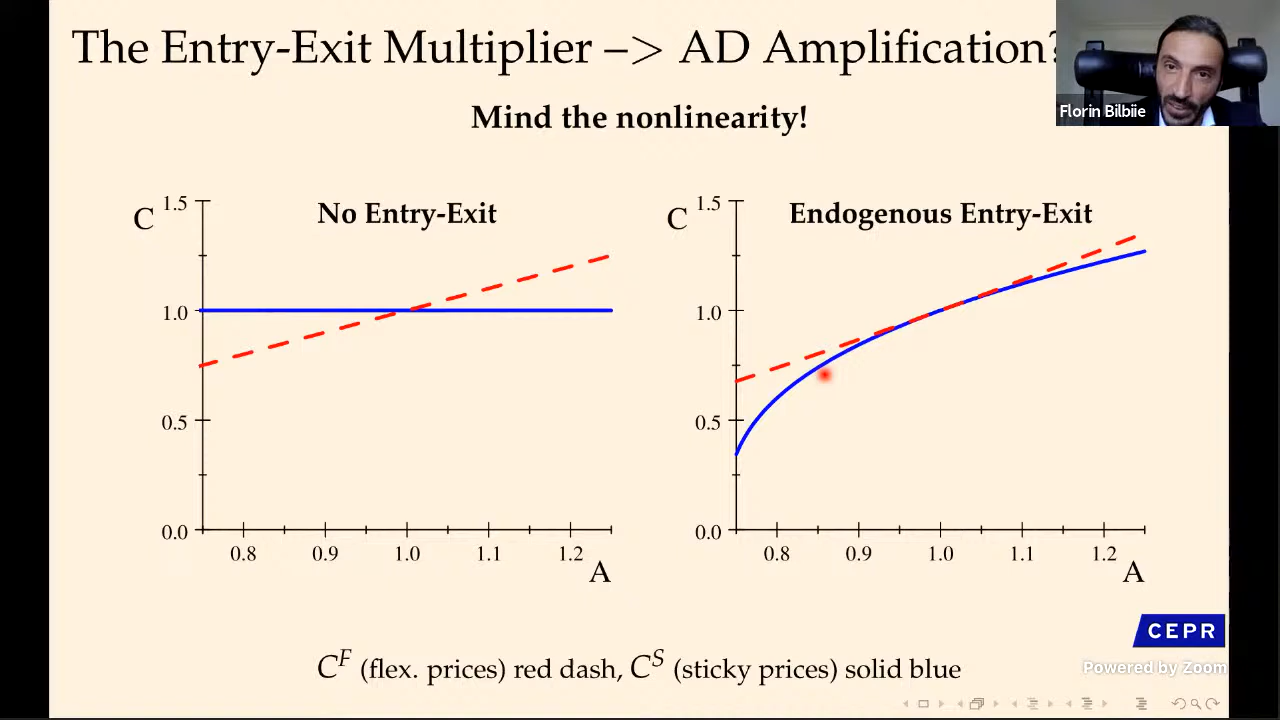 The Entry-Exit Multiplier –> AD Amplification?
Florin Bilbiie
Mind the nonlinearity!
No Entry-Exit
C
1.5
1.0
0.5
0.0
0.8 0.9 1.0 1.1 1.2
A
Endogenous Entry-Exit
C
1.5
1.0
0.5
0.0
0.8 0.9 1.0 1.1 1.2
A
CEPR
Powered by Zoom
C^F (flex. prices) red dash, C^S (sticky prices) solid blue